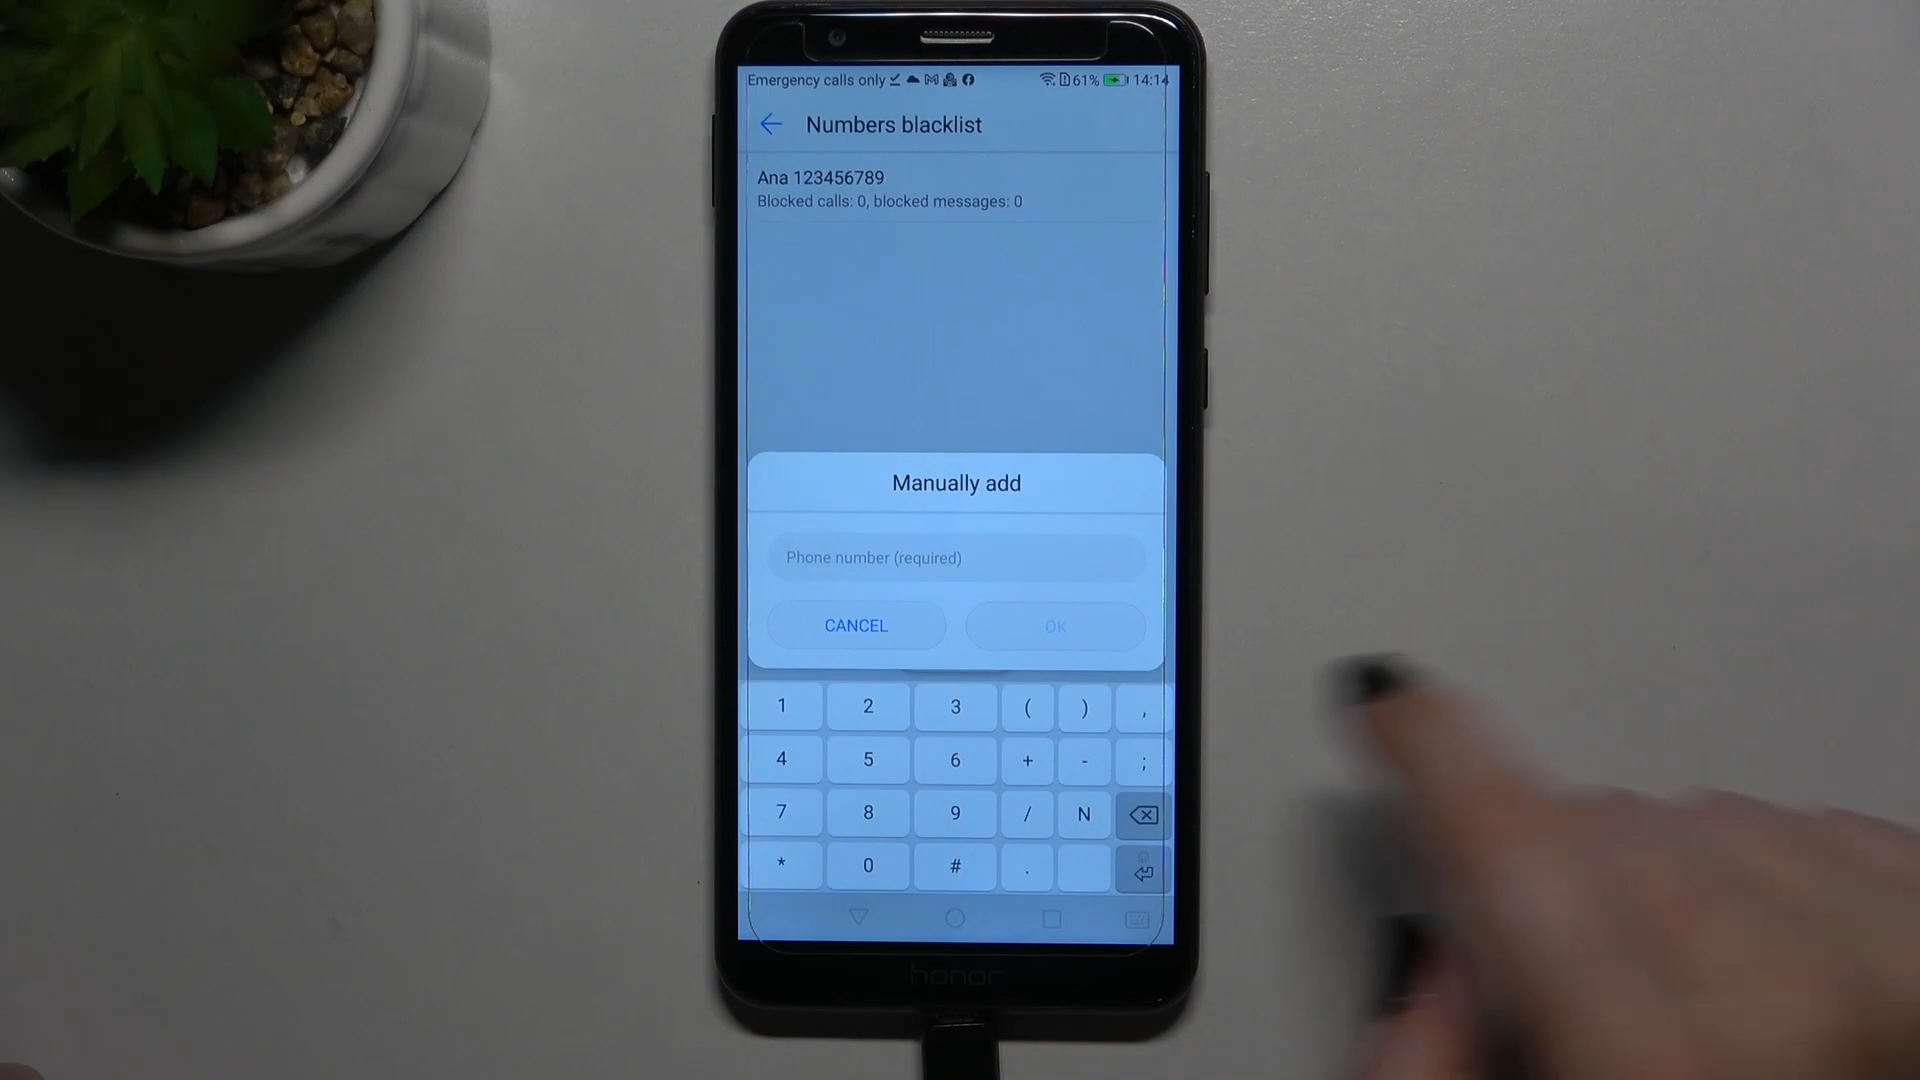 Emergency calls only 61% 14:14
Numbers blacklist
Ana 123456789
Blocked calls: 0, blocked messages: 0
Manually add
Phone number (required)
CANCEL OK
1 2 3 ( ) ,
4 5 6 + - ;
7 8 9 / N
* 0 # .
honor